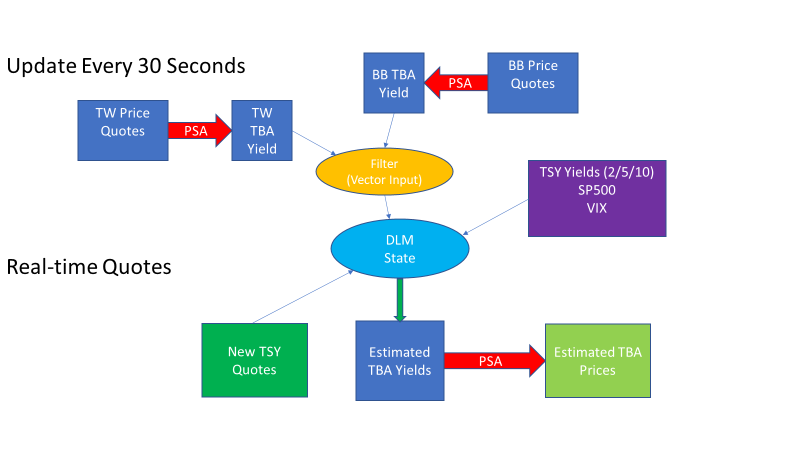 Update Every 30 Seconds
BB TBA
Yield
PSA
BB Price
Quotes
TW Price
Quotes
PSA
TW
TBA
Yield
Filter
(Vector Input)
TSY Yields (2/5/10)
SP500
VIX
DLM
State
Real-time Quotes
New TSY
Quotes
Estimated
TBA Yields
PSA
Estimated TBA
Prices